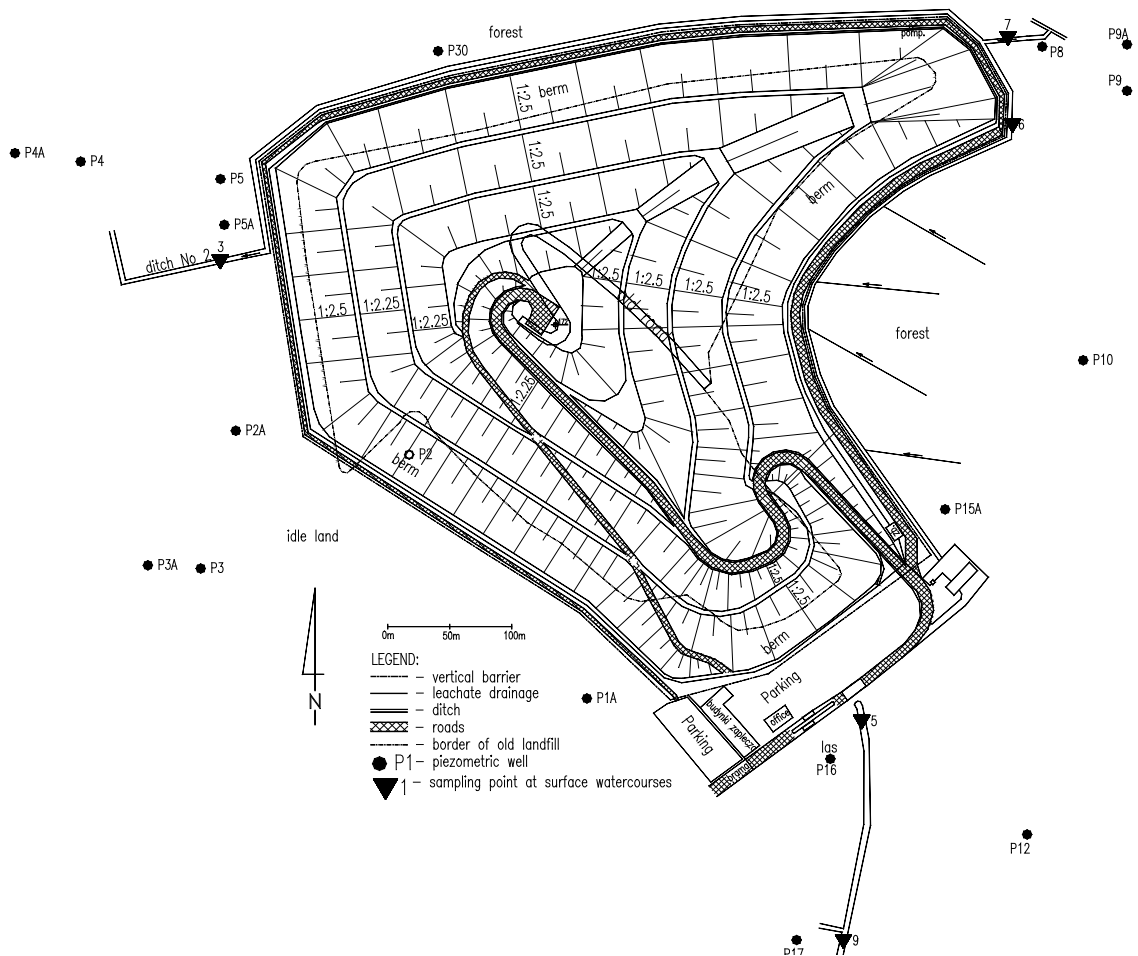 forest
7
P9A
P30
pomp.
P8
berm
1:2.5
P9
6
P4A
P4
1:2.5
P5
berm
1:2.5
P5A
3
ditch No 2
1:2.5
1:2.5
1:2.5
1:2.5
1:2.25
1:2.25
forest
P10
1:2.25
P2A
P2
berm
P15A
idle land
P3A
P3
1:2.5
1:2.5
berm
0m
50m
100m
LEGEND:
– vertical barrier
– leachate drainage
– ditch
– roads
– border of old landfill
P1 – piezometric well
1 – sampling point at surface watercourses
N
P1A
Parking
budynki zaplecza
office
Parking
brama
5
las
P16
P12
P17
9